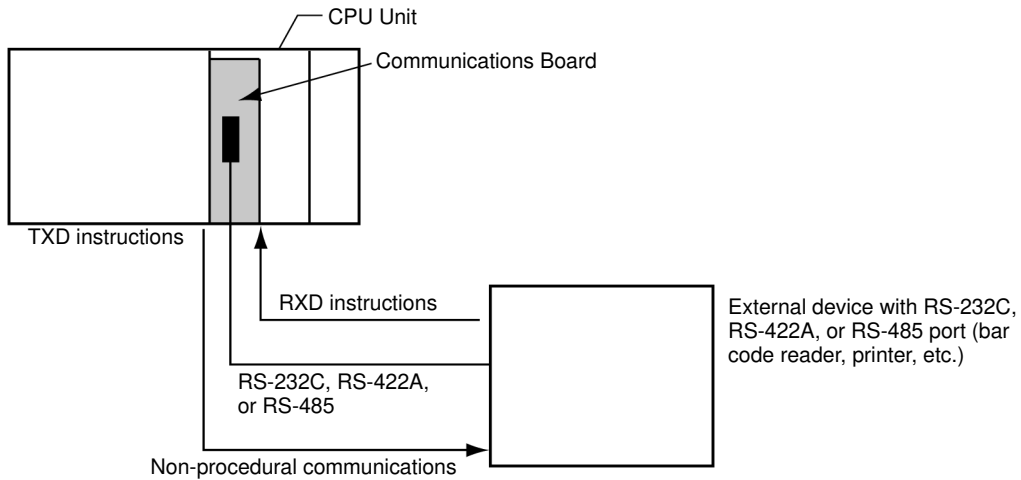 CPU Unit
Communications Board
TXD instructions
RXD instructions
External device with RS-232C,
RS-422A, or RS-485 port (bar
code reader, printer, etc.)
RS-232C, RS-422A,
or RS-485
Non-procedural communications